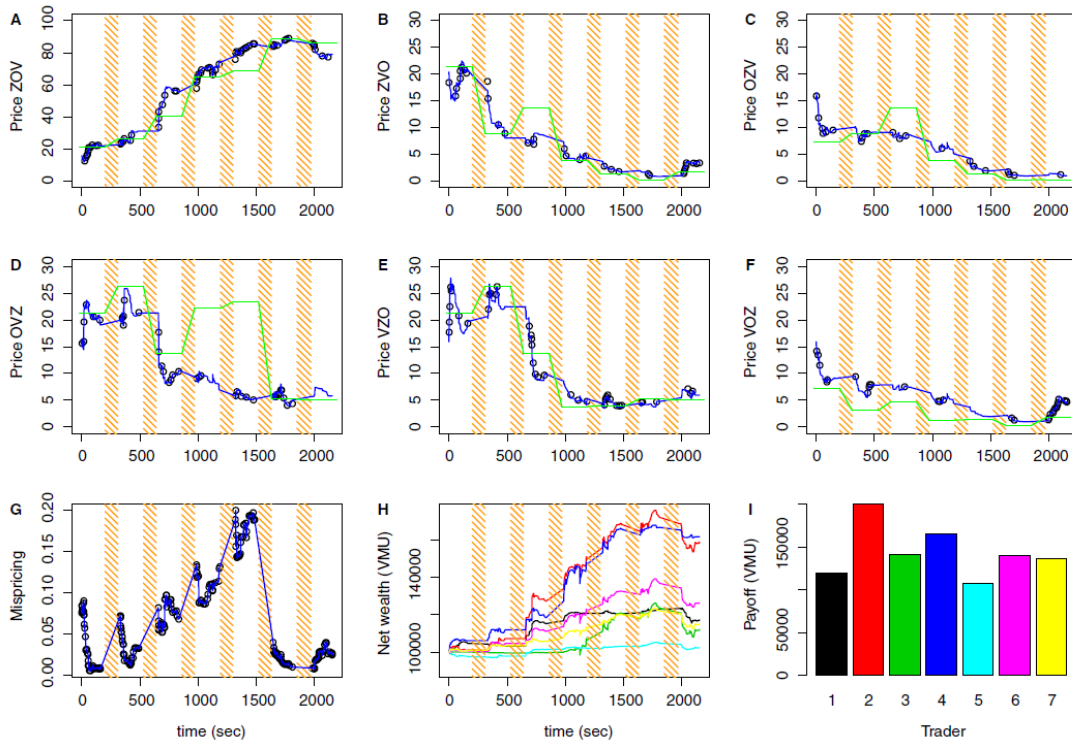 A
Price ZOV
0 20 40 60 80 100
0 500 1000 1500 2000
B
Price ZVO
0 5 10 15 20 25 30
0 500 1000 1500 2000
C
Price OZV
0 5 10 15 20 25 30
0 500 1000 1500 2000
D
Price OVZ
0 5 10 15 20 25 30
0 500 1000 1500 2000
E
Price VZO
0 5 10 15 20 25 30
0 500 1000 1500 2000
F
Price VOZ
0 5 10 15 20 25 30
0 500 1000 1500 2000
G
Mispricing
0.00 0.05 0.10 0.15 0.20
0 500 1000 1500 2000
time (sec)
H
Net wealth (VMU)
100000 140000
0 500 1000 1500 2000
time (sec)
I
Payoff (VMU)
0 50000 150000
1 2 3 4 5 6 7
Trader